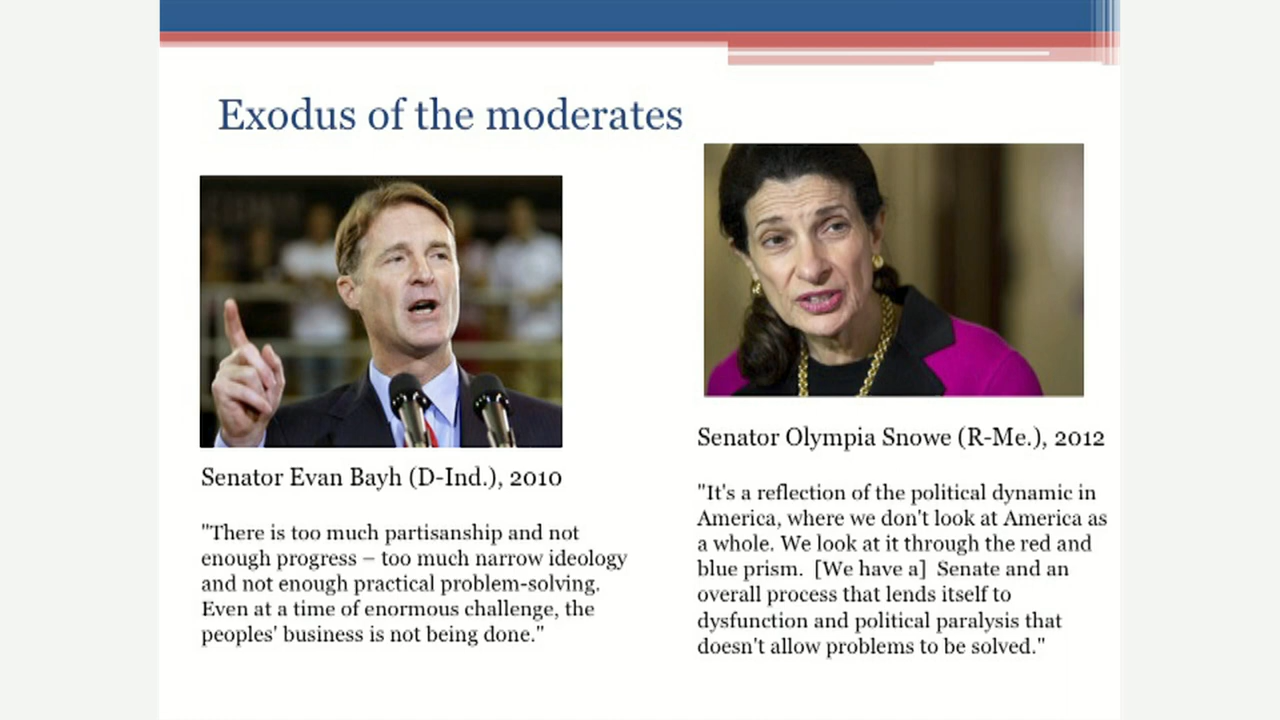 Exodus of the moderates
Senator Evan Bayh (D-Ind.), 2010
"There is too much partisanship and not
enough progress – too much narrow ideology
and not enough practical problem-solving.
Even at a time of enormous challenge, the
peoples' business is not being done."
Senator Olympia Snowe (R-Me.), 2012
"It's a reflection of the political dynamic in
America, where we don't look at America as
a whole. We look at it through the red and
blue prism.  [We have a]  Senate and an
overall process that lends itself to
dysfunction and political paralysis that
doesn't allow problems to be solved."